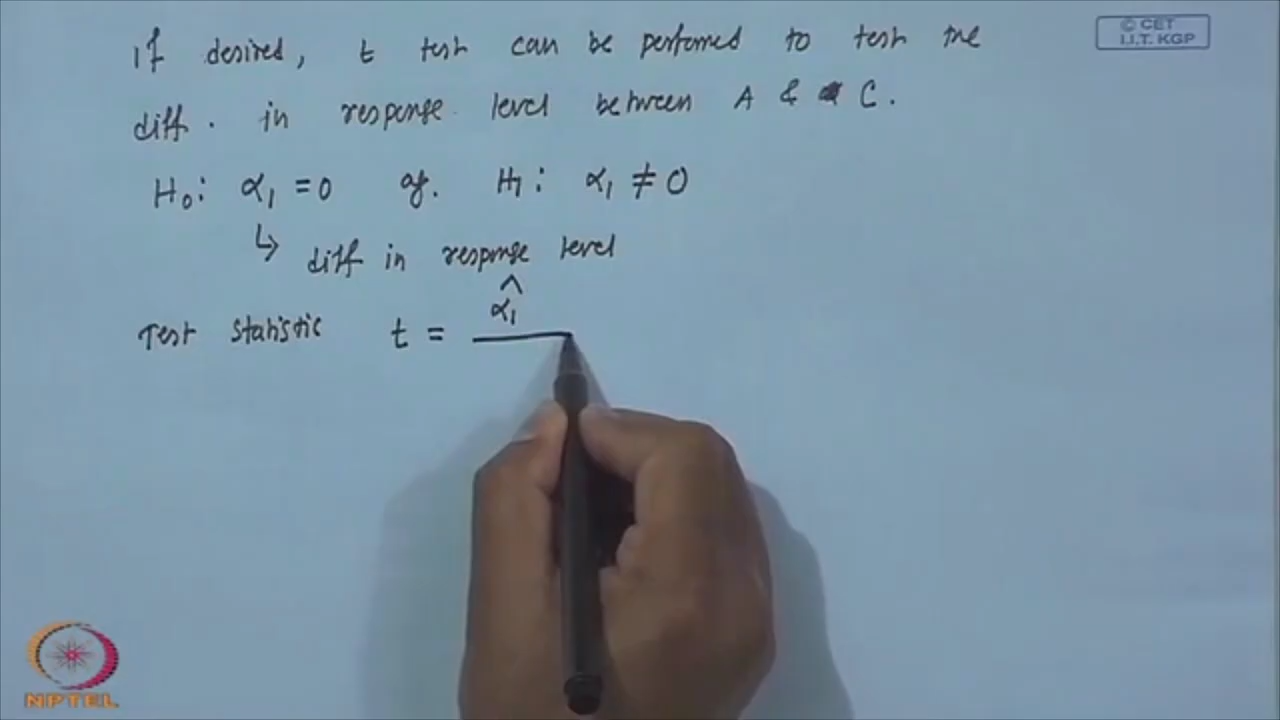 © CET
I.I.T. KGP
If desired, t test can be performed to test the
diff. in response level between A & C.
H₀: α₁ = 0 ag. H₁: α₁ ≠ 0
↳ diff in response level
Test Statistic t = α̂₁
NPTEL